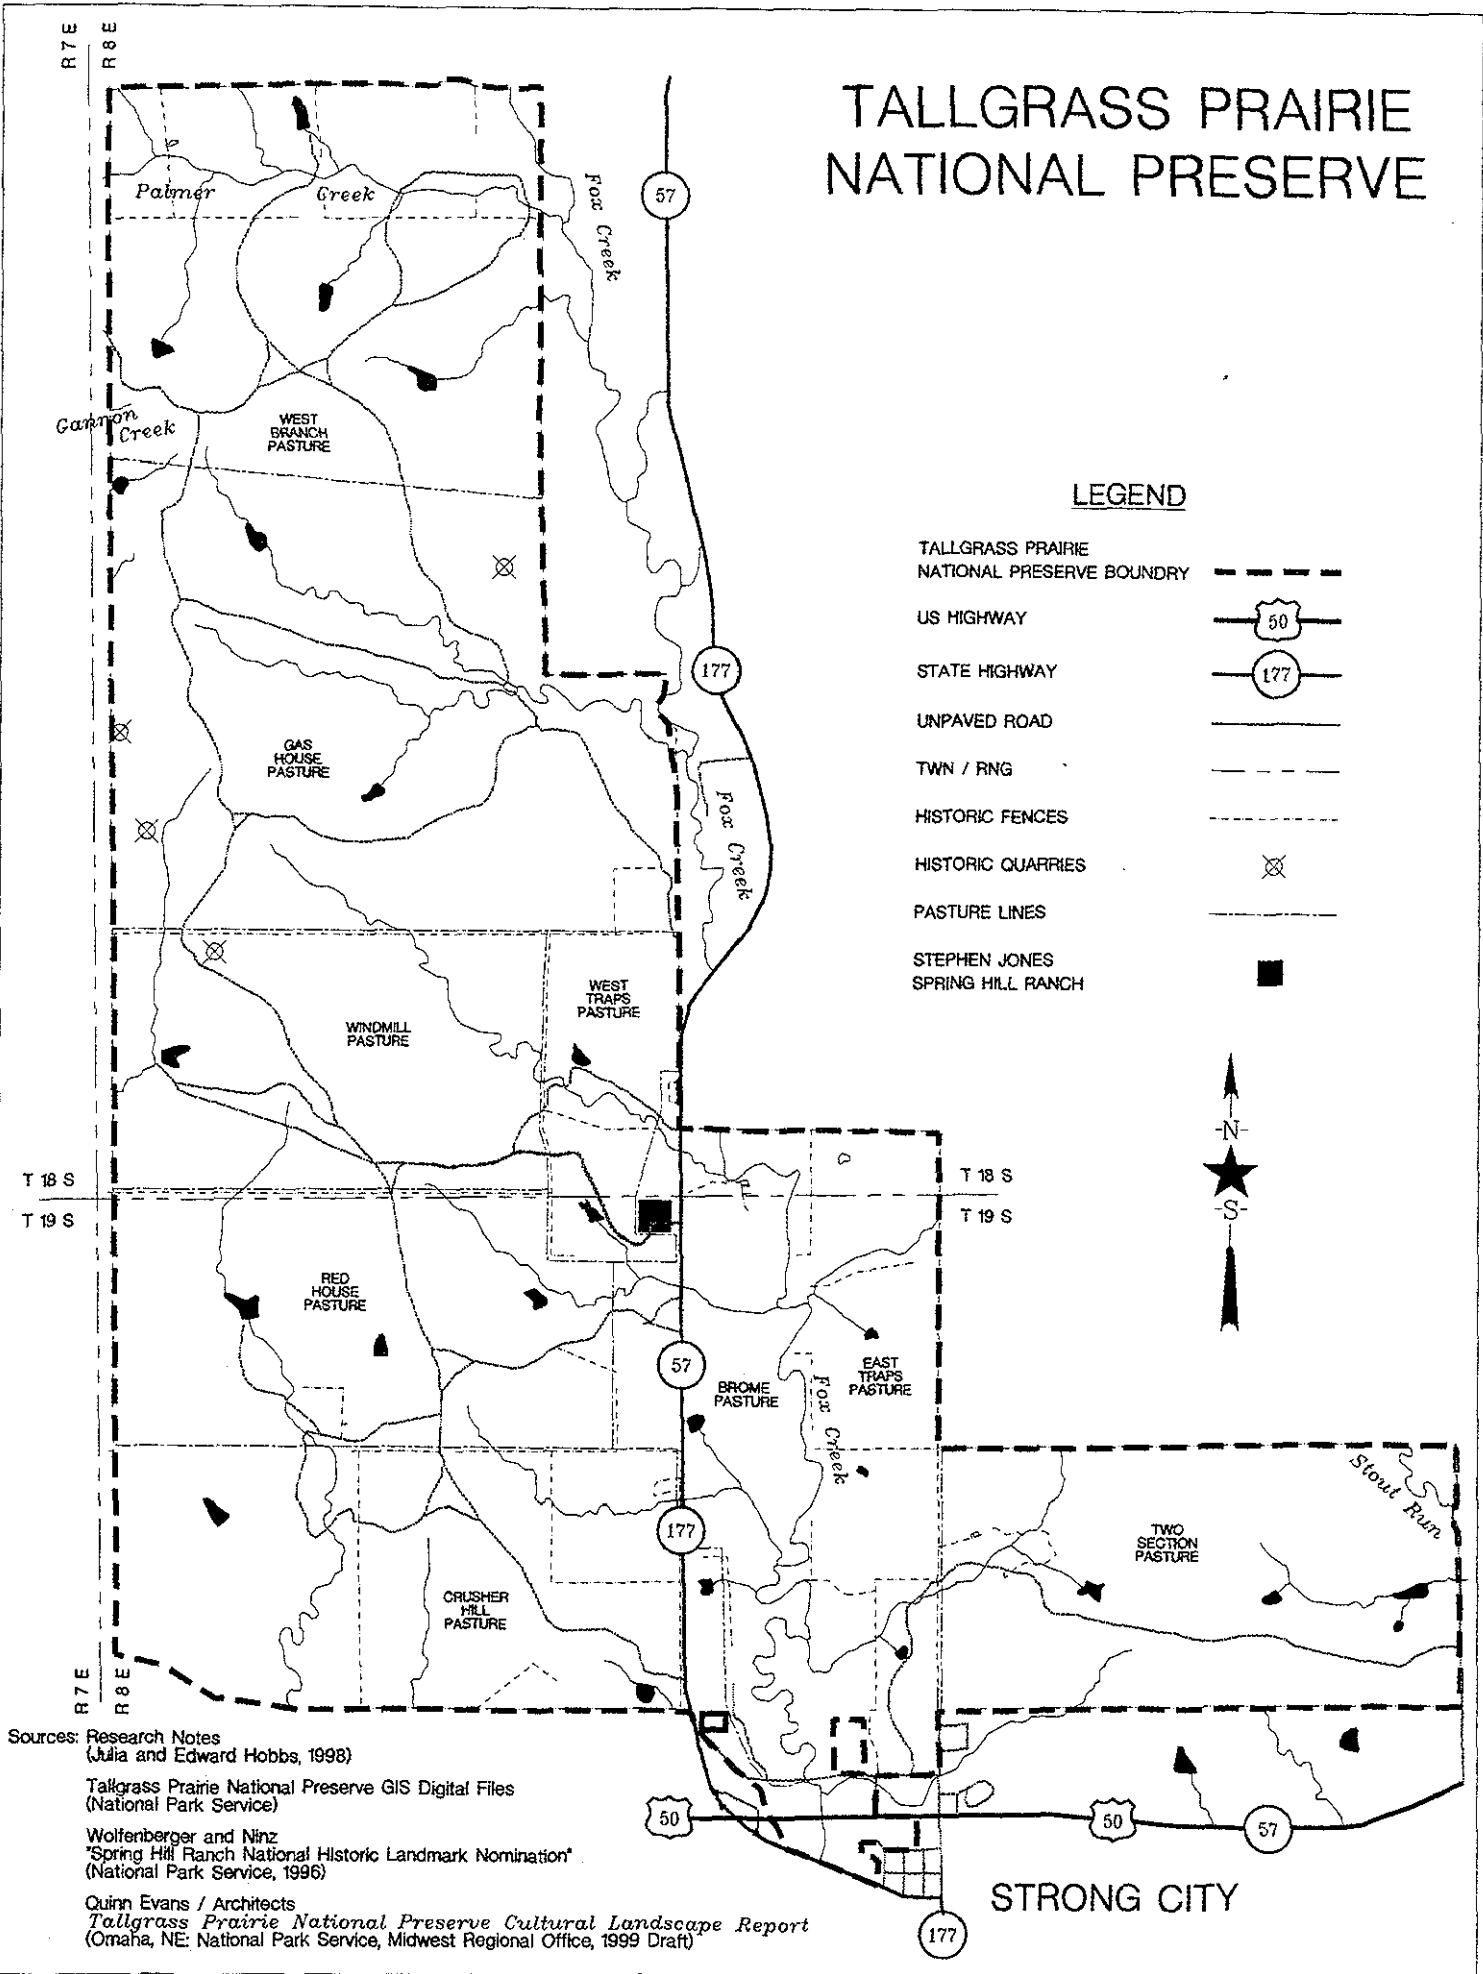 R7E
R8E
TALLGRASS PRAIRIE
NATIONAL PRESERVE
Palmer Creek
Fox Creek
57
Gannon
Creek
WEST
BRANCH
PASTURE
LEGEND
TALLGRASS PRAIRIE
NATIONAL PRESERVE BOUNDRY
US HIGHWAY
50
STATE HIGHWAY
177
UNPAVED ROAD
TWN / RNG
HISTORIC FENCES
HISTORIC QUARRIES
PASTURE LINES
STEPHEN JONES
SPRING HILL RANCH
177
GAS
HOUSE
PASTURE
Fox Creek
WEST
TRAPS
PASTURE
WINDMILL
PASTURE
-N-
-S-
T 18 S
T 19 S
T 18 S
T 19 S
RED
HOUSE
PASTURE
57
BROME
PASTURE
EAST
TRAPS
PASTURE
Fox Creek
Stout Run
177
TWO
SECTION
PASTURE
CRUSHER
HILL
PASTURE
R7E
R8E
50
50
57
STRONG CITY
177
Sources: Research Notes
(Julia and Edward Hobbs, 1998)
Tallgrass Prairie National Preserve GIS Digital Files
(National Park Service)
Wolfenberger and Ninz
"Spring Hill Ranch National Historic Landmark Nomination"
(National Park Service, 1996)
Quinn Evans / Architects
Tallgrass Prairie National Preserve Cultural Landscape Report
(Omaha, NE: National Park Service, Midwest Regional Office, 1999 Draft)